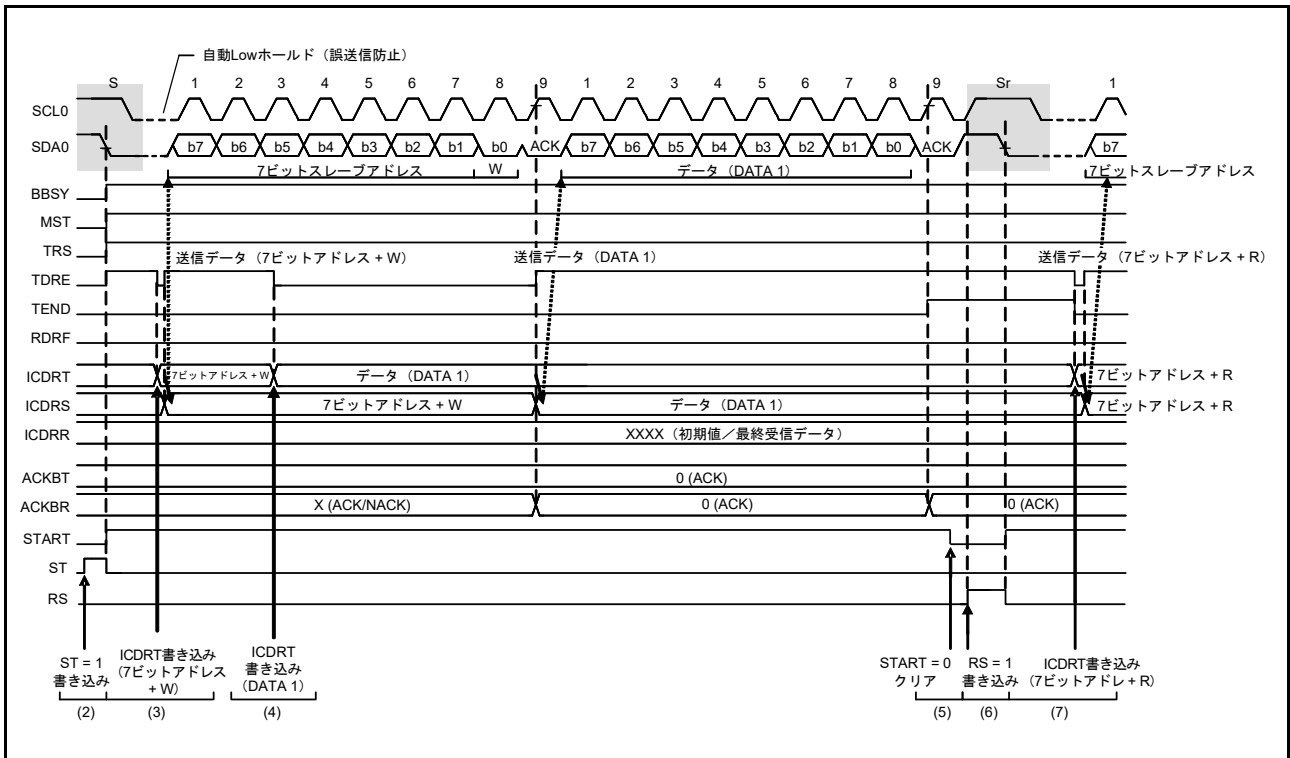 自動Lowホールド（誤送信防止）
S 1 2 3 4 5 6 7 8 9 1 2 3 4 5 6 7 8 9 Sr 1
SCL0
SDA0 b7 b6 b5 b4 b3 b2 b1 b0 ACK b7 b6 b5 b4 b3 b2 b1 b0 ACK b7
7ビットスレーブアドレス W データ（DATA 1） 7ビットスレーブアドレス
BBSY
MST
TRS
送信データ（7ビットアドレス + W） 送信データ（DATA 1） 送信データ（7ビットアドレス + R）
TDRE
TEND
RDRF
ICDRT 7ビットアドレス + W データ（DATA 1） 7ビットアドレス + R
ICDRS 7ビットアドレス + W データ（DATA 1） 7ビットアドレス + R
ICDRR XXXX（初期値／最終受信データ）
ACKBT 0 (ACK)
ACKBR X (ACK/NACK) 0 (ACK) 0 (ACK)
START
ST
RS
ST = 1
書き込み
ICDRT書き込み
（7ビットアドレス
+ W）
ICDRT
書き込み
（DATA 1）
START = 0
クリア
RS = 1
書き込み
ICDRT書き込み
（7ビットアドレ + R）
(2) (3) (4) (5) (6) (7)